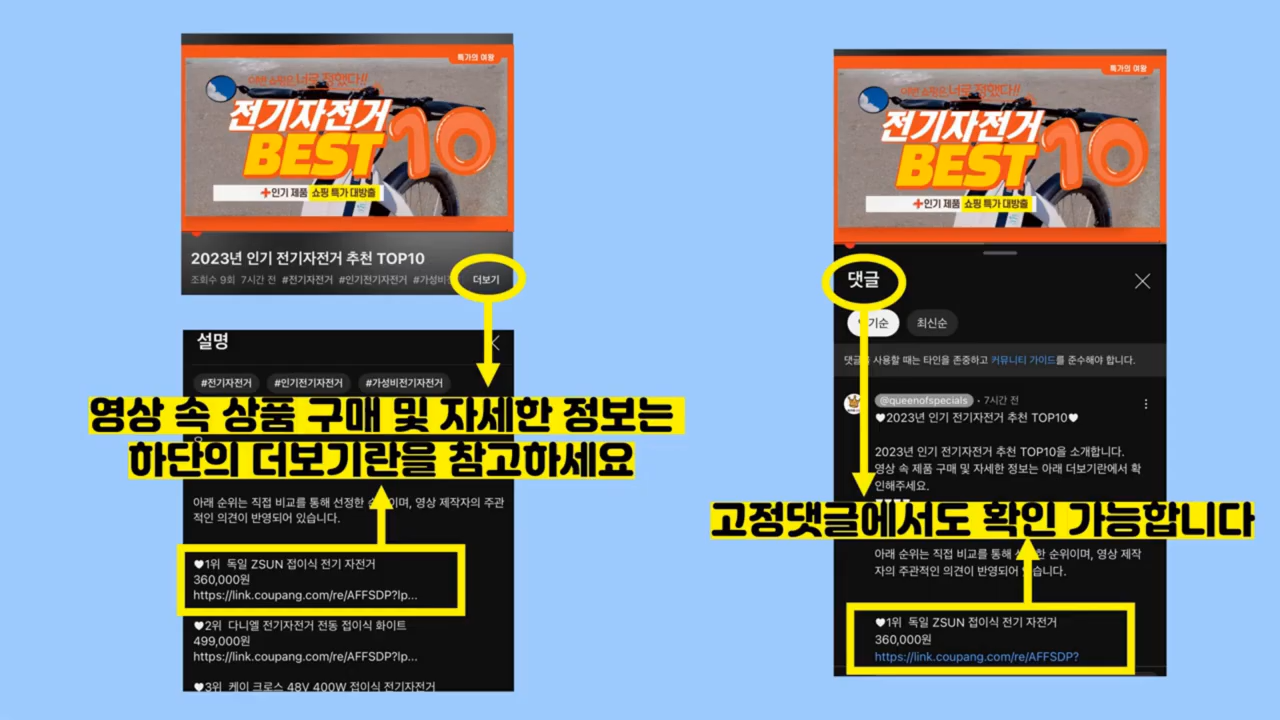 특가의 여왕
이번 쇼핑은 너로 정했다!!
전기자전거
BEST 10
+인기 제품 쇼핑 특가 대방출
2023년 인기 전기자전거 추천 TOP10
조회수 9회 7시간 전 #전기자전거 #인기전기자전거 #가성비 더보기
설명
#전기자전거 #인기전기자전거 #가성비전기자전거
영상 속 상품 구매 및 자세한 정보는
하단의 더보기란을 참고하세요
아래 순위는 직접 비교를 통해 선정한 이며, 영상 제작자의 주관
적인 의견이 반영되어 있습니다.
♥1위 독일 ZSUN 접이식 전기 자전거
360,000원
https://link.coupang.com/re/AFFSDP?lp...
♥2위 다니엘 전기자전거 전동 접이식 화이트
499,000원
https://link.coupang.com/re/AFFSDP?lp...
♥3위 케이 크로스 48V 400W 접이식 전기자전거
특가의 여왕
이번 쇼핑은 너로 정했다!!
전기자전거
BEST 10
+인기 제품 쇼핑 특가 대방출
댓글
기순 최신순
댓글 사용할 때는 타인을 존중하고 커뮤니티 가이드를 준수해야 합니다.
@queenofspecials · 7시간 전
♥2023년 인기 전기자전거 추천 TOP10♥
2023년 인기 전기자전거 추천 TOP10을 소개합니다.
영상 속 제품 구매 및 자세한 정보는 아래 더보기란에서 확
인해주세요.
고정댓글에서도 확인 가능합니다
아래 순위는 직접 비교를 통해 한 순위이며, 영상 제작
자의 주관적인 의견이 반영되어 습니다.
♥1위 독일 ZSUN 접이식 전기 자전거
360,000원
https://link.coupang.com/re/AFFSDP?